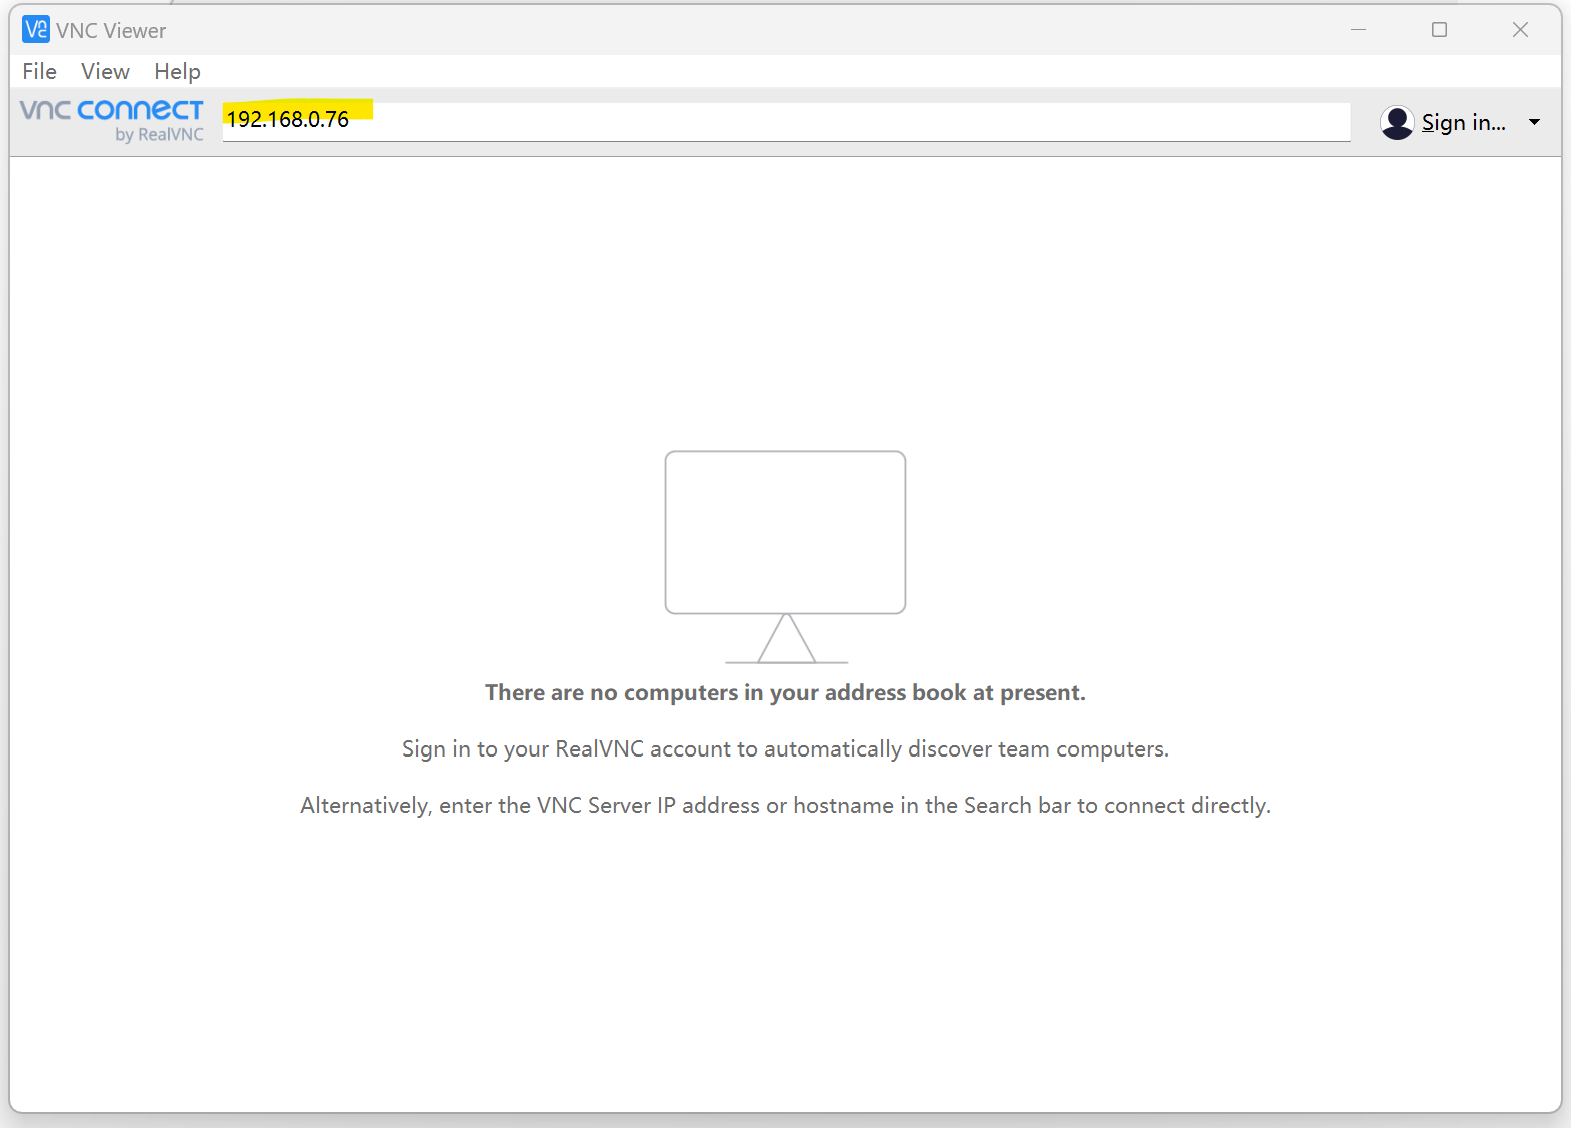 VNC Viewer
File View Help
vnc connect
by RealVNC
192.168.0.76
Sign in...
There are no computers in your address book at present.
Sign in to your RealVNC account to automatically discover team computers.
Alternatively, enter the VNC Server IP address or hostname in the Search bar to connect directly.